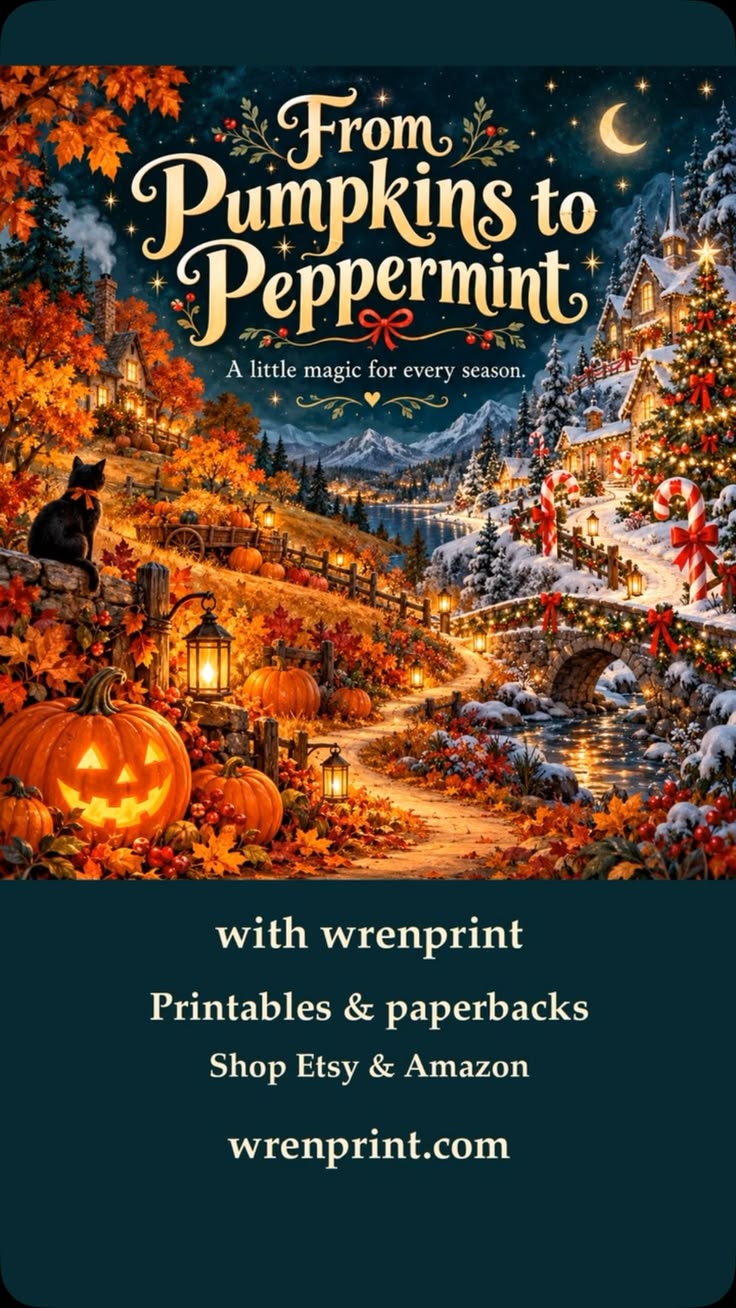 From
Pumpkins to
Peppermint
A little magic for every season.
with wrenprint
Printables & paperbacks
Shop Etsy & Amazon
wrenprint.com